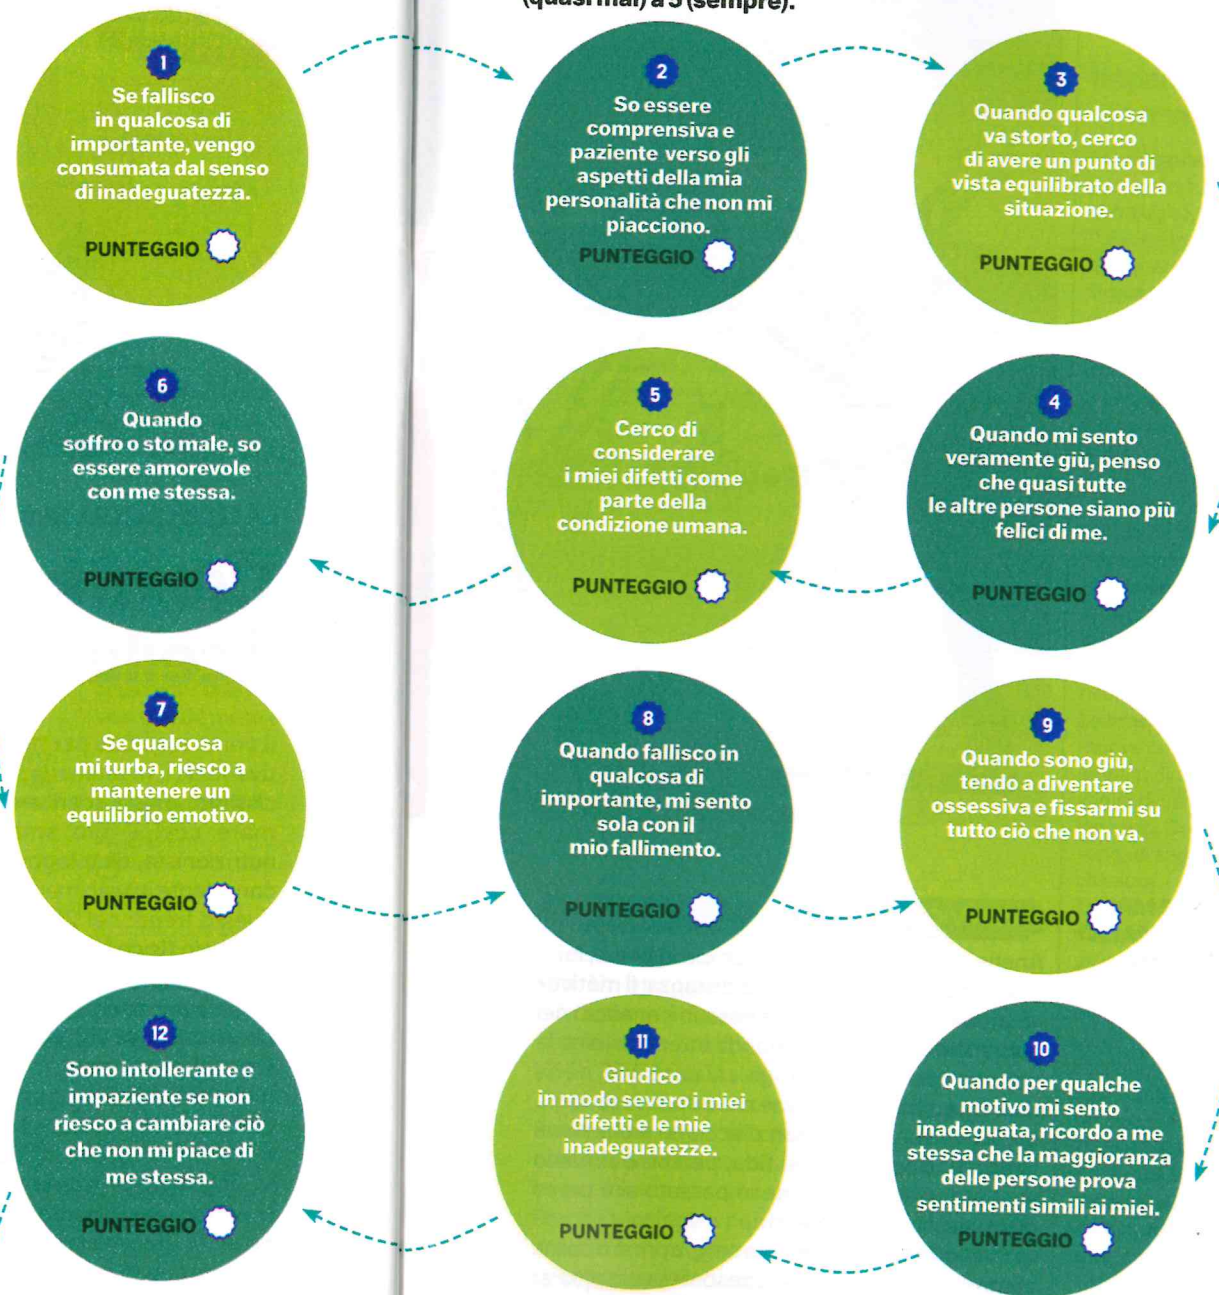 (quasi mai) a 5 (sempre).
1
Se fallisco
in qualcosa di
importante, vengo
consumata dal senso
di inadeguatezza.
PUNTEGGIO
2
So essere
comprensiva e
paziente verso gli
aspetti della mia
personalità che non mi
piacciono.
PUNTEGGIO
3
Quando qualcosa
va storto, cerco
di avere un punto di
vista equilibrato della
situazione.
PUNTEGGIO
4
Quando mi sento
veramente giù, penso
che quasi tutte
le altre persone siano più
felici di me.
PUNTEGGIO
5
Cerco di
considerare
i miei difetti come
parte della
condizione umana.
PUNTEGGIO
6
Quando
soffro o sto male, so
essere amorevole
con me stessa.
PUNTEGGIO
7
Se qualcosa
mi turba, riesco a
mantenere un
equilibrio emotivo.
PUNTEGGIO
8
Quando fallisco in
qualcosa di
importante, mi sento
sola con il
mio fallimento.
PUNTEGGIO
9
Quando sono giù,
tendo a diventare
ossessiva e fissarmi su
tutto ciò che non va.
PUNTEGGIO
10
Quando per qualche
motivo mi sento
inadeguata, ricordo a me
stessa che la maggioranza
delle persone prova
sentimenti simili ai miei.
PUNTEGGIO
11
Giudico
in modo severo i miei
difetti e le mie
inadeguatezze.
PUNTEGGIO
12
Sono intollerante e
impaziente se non
riesco a cambiare ciò
che non mi piace di
me stessa.
PUNTEGGIO